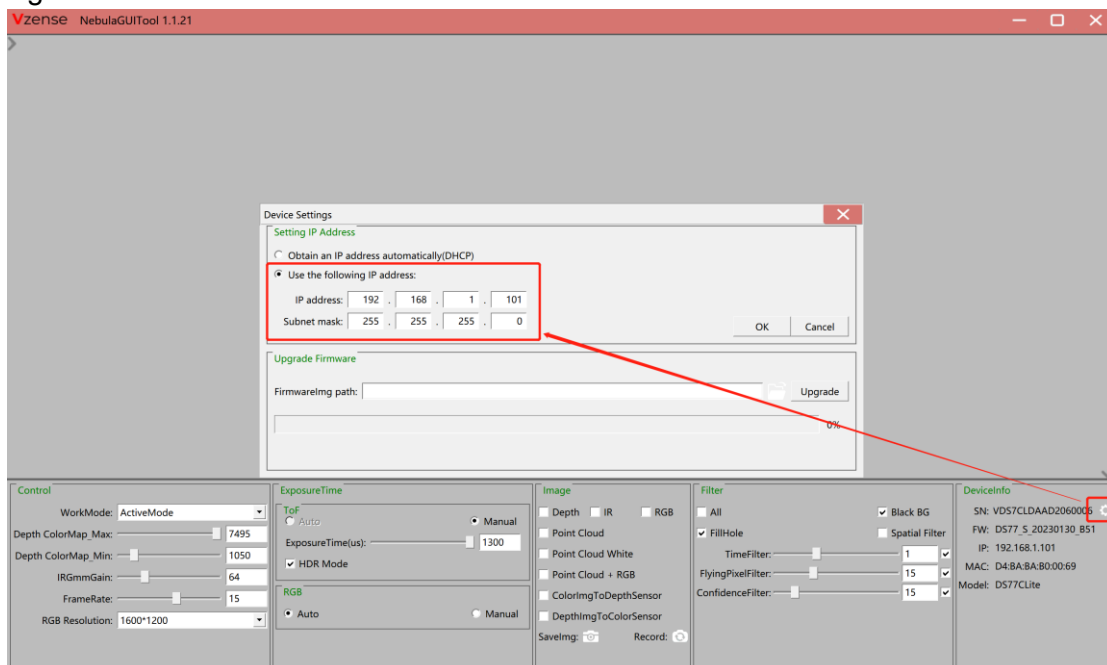 Vzense NebulaGUITool 1.1.21
Device Settings
Setting IP Address
Obtain an IP address automatically(DHCP)
Use the following IP address:
IP address: 192 . 168 . 1 . 101
Subnet mask: 255 . 255 . 255 . 0
OK Cancel
Upgrade Firmware
FirmwareImg path: Upgrade
0%
Control
WorkMode: ActiveMode
Depth ColorMap_Max: 7495
Depth ColorMap_Min: 1050
IRGmmGain: 64
FrameRate: 15
RGB Resolution: 1600*1200
ExposureTime
ToF
Auto Manual
ExposureTime(us): 1300
HDR Mode
RGB
Auto Manual
Image
Depth IR RGB
Point Cloud
Point Cloud White
Point Cloud + RGB
ColorImgToDepthSensor
DepthImgToColorSensor
SaveImg: Record:
Filter
All Black BG
FillHole Spatial Filter
TimeFilter: 1
FlyingPixelFilter: 15
ConfidenceFilter: 15
DeviceInfo
SN: VDS7CLDAAD2060006
FW: DS77_S_20230130_B51
IP: 192.168.1.101
MAC: D4:BA:BA:B0:00:69
Model: DS77CLite